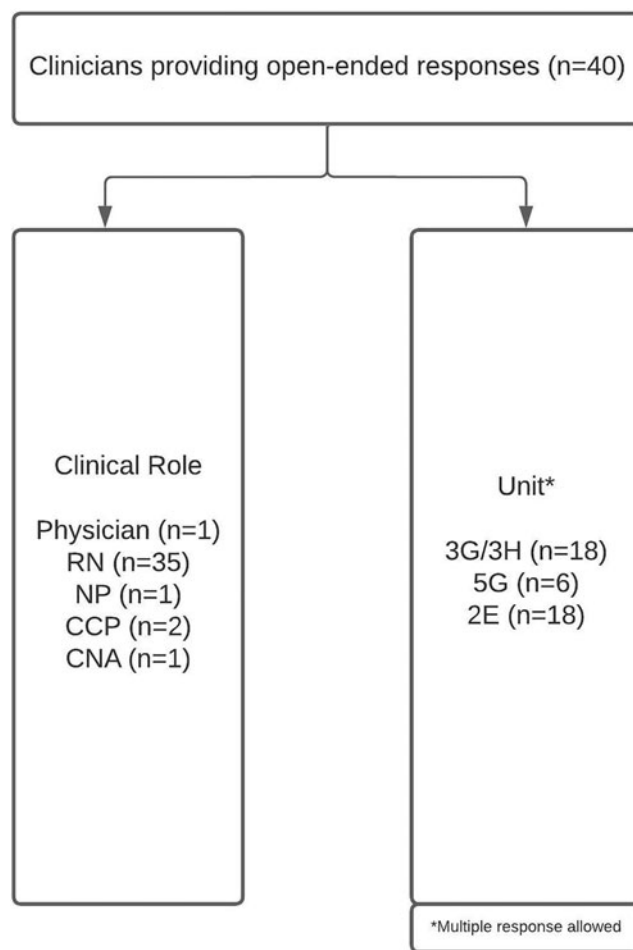 Clinicians providing open-ended responses (n=40)
Clinical Role
Physician (n=1)
RN (n=35)
NP (n=1)
CCP (n=2)
CNA (n=1)
Unit*
3G/3H (n=18)
5G (n=6)
2E (n=18)
*Multiple response allowed